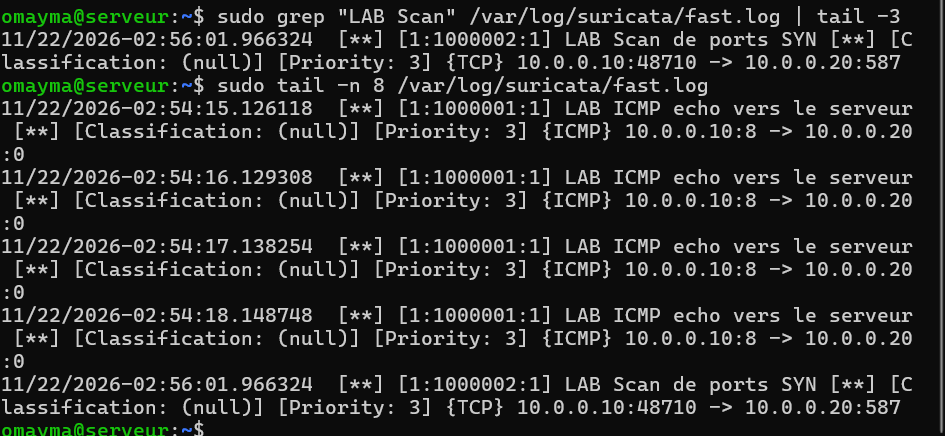 omayma@serveur:~$ sudo grep "LAB Scan" /var/log/suricata/fast.log | tail -3
11/22/2026-02:56:01.966324  [**] [1:1000002:1] LAB Scan de ports SYN [**] [C
lassification: (null)] [Priority: 3] {TCP} 10.0.0.10:48710 -> 10.0.0.20:587
omayma@serveur:~$ sudo tail -n 8 /var/log/suricata/fast.log
11/22/2026-02:54:15.126118  [**] [1:1000001:1] LAB ICMP echo vers le serveur
 [**] [Classification: (null)] [Priority: 3] {ICMP} 10.0.0.10:8 -> 10.0.0.20
:0
11/22/2026-02:54:16.129308  [**] [1:1000001:1] LAB ICMP echo vers le serveur
 [**] [Classification: (null)] [Priority: 3] {ICMP} 10.0.0.10:8 -> 10.0.0.20
:0
11/22/2026-02:54:17.138254  [**] [1:1000001:1] LAB ICMP echo vers le serveur
 [**] [Classification: (null)] [Priority: 3] {ICMP} 10.0.0.10:8 -> 10.0.0.20
:0
11/22/2026-02:54:18.148748  [**] [1:1000001:1] LAB ICMP echo vers le serveur
 [**] [Classification: (null)] [Priority: 3] {ICMP} 10.0.0.10:8 -> 10.0.0.20
:0
11/22/2026-02:56:01.966324  [**] [1:1000002:1] LAB Scan de ports SYN [**] [C
lassification: (null)] [Priority: 3] {TCP} 10.0.0.10:48710 -> 10.0.0.20:587
omayma@serveur:~$